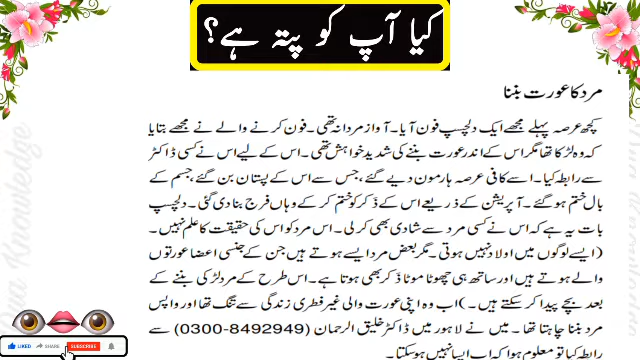 کیا آپ کو پتہ ہے؟
مرد کا عورت بننا
کچھ عرصہ پہلے مجھے ایک دلچسپ فون آیا۔ آواز مردانہ تھی۔ فون کرنے والے نے مجھے بتایا
کہ وہ لڑکا تھا مگر اس کے اندر عورت بننے کی شدید خواہش تھی۔ اس کے لیے اس نے کسی ڈاکٹر
سے رابطہ کیا۔ اسے کافی عرصہ ہارمون دیے گئے، جس سے اس کے پستان بن گئے، جسم کے
بال ختم ہو گئے۔ آپریشن کے ذریعے اس کے ذکر کو ختم کر کے وہاں فرج بنا دی گئی۔ دلچسپ
بات یہ ہے کہ اس نے کسی مرد سے شادی بھی کر لی۔ اس مرد کو اس کی حقیقت کا علم نہیں۔
(ایسے لوگوں میں اولاد نہیں ہوتی۔ مگر بعض مرد ایسے ہوتے ہیں جن کے جنسی اعضا عورتوں
والے ہوتے ہیں اور ساتھ ہی چھوٹا موٹا ذکر بھی ہوتا ہے۔ اس طرح کے مرد لڑکی بننے کے
بعد بچے پیدا کر سکتے ہیں۔) اب وہ اپنی عورت والی غیر فطری زندگی سے تنگ تھا اور واپس
مرد بننا چاہتا تھا۔ میں نے لاہور میں ڈاکٹر خلیق الرحمان (0300-8492949) سے
رابطہ کیا تو معلوم ہوا کہ اب ایسا نہیں ہو سکتا۔
LIKED SHARE SUBSCRIBE